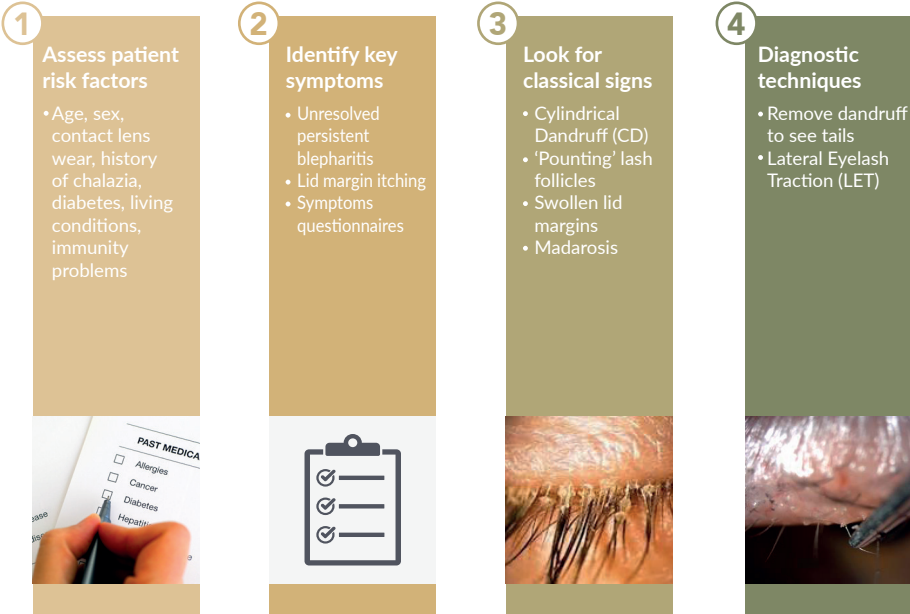 1
Assess patient
risk factors
• Age, sex,
contact lens
wear, history
of chalazia,
diabetes, living
conditions,
immunity
problems
PAST MEDICA
Allergies
Cancer
Diabetes
Hepatiti
ease
2
Identify key
symptoms
• Unresolved
persistent
blepharitis
• Lid margin itching
• Symptoms
questionnaires
3
Look for
classical signs
• Cylindrical
Dandruff (CD)
• ‘Pounting’ lash
follicles
• Swollen lid
margins
• Madarosis
4
Diagnostic
techniques
• Remove dandruff
to see tails
• Lateral Eyelash
Traction (LET)